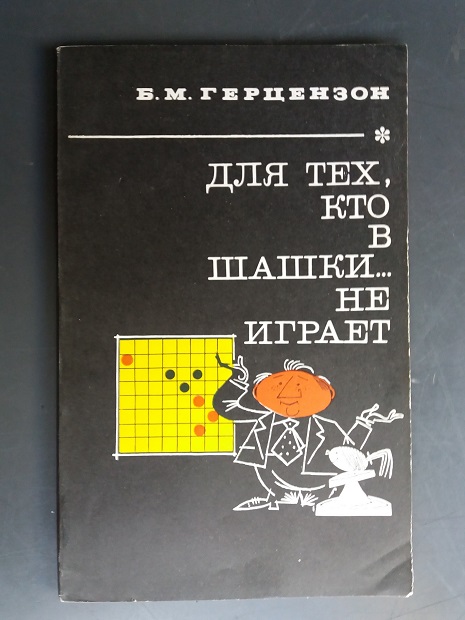 Б.М. ГЕРЦЕНЗОН
ДЛЯ ТЕХ,
КТО
В
ШАШКИ...
НЕ
ИГРАЕТ